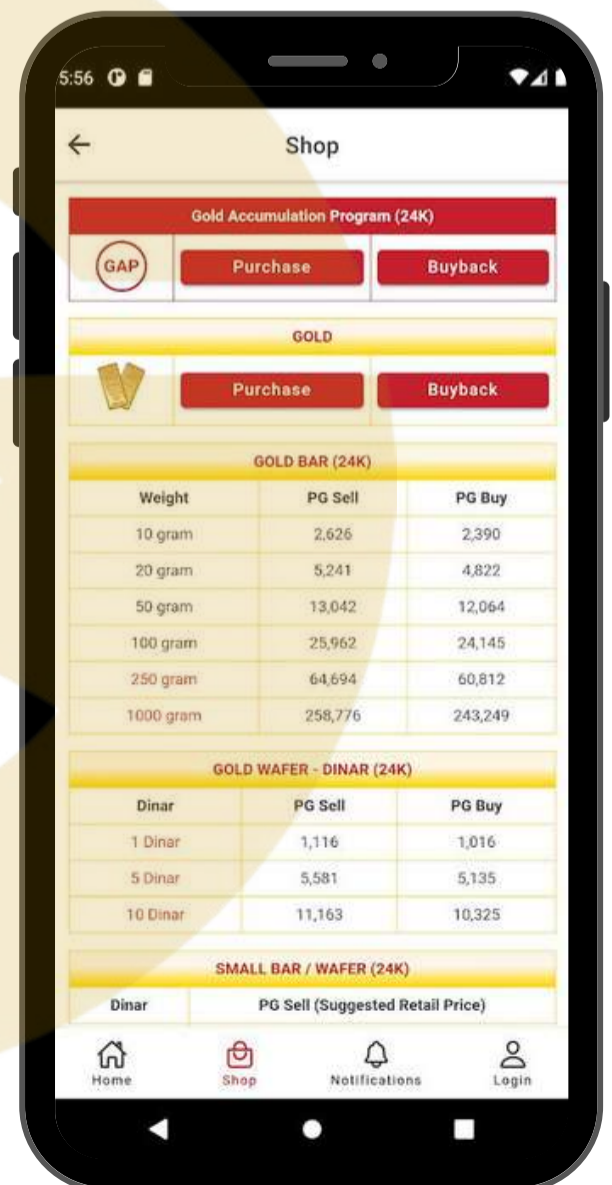 5:56
Shop
Gold Accumulation Program (24K)
GAP Purchase Buyback
GOLD
Purchase Buyback
GOLD BAR (24K)
Weight PG Sell PG Buy
10 gram 2,626 2,390
20 gram 5,241 4,822
50 gram 13,042 12,064
100 gram 25,962 24,145
250 gram 64,694 60,812
1000 gram 258,776 243,249
GOLD WAFER - DINAR (24K)
Dinar PG Sell PG Buy
1 Dinar 1,116 1,016
5 Dinar 5,581 5,135
10 Dinar 11,163 10,325
SMALL BAR / WAFER (24K)
Dinar PG Sell (Suggested Retail Price)
Home Shop Notifications Login